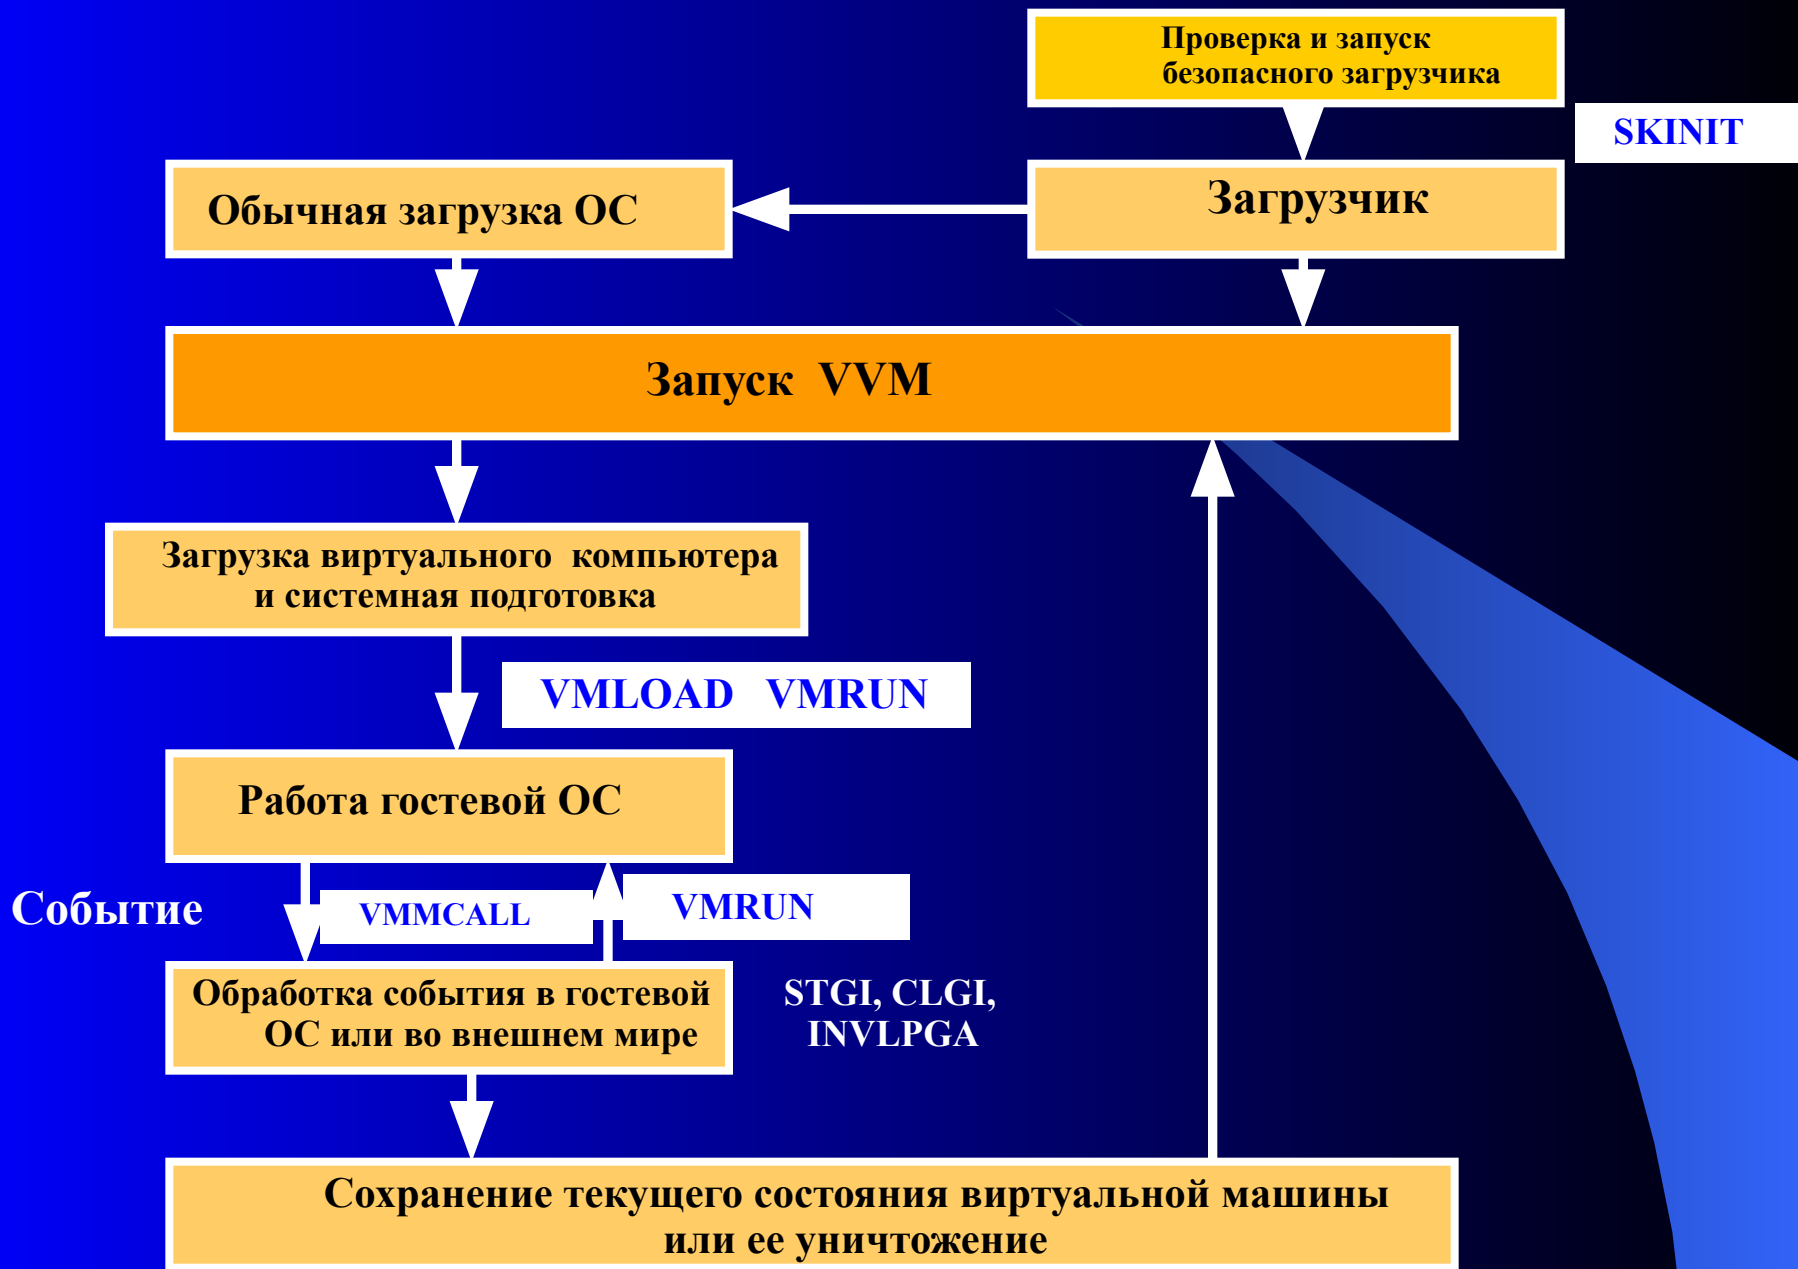 Проверка и запуск
безопасного загрузчика
SKINIT
Загрузчик
Обычная загрузка ОС
Запуск VVM
Загрузка виртуального компьютера
и системная подготовка
VMLOAD VMRUN
Работа гостевой ОС
Событие
VMMCALL
VMRUN
Обработка события в гостевой
ОС или во внешнем мире
STGI, CLGI,
INVLPGA
Сохранение текущего состояния виртуальной машины
или ее уничтожение